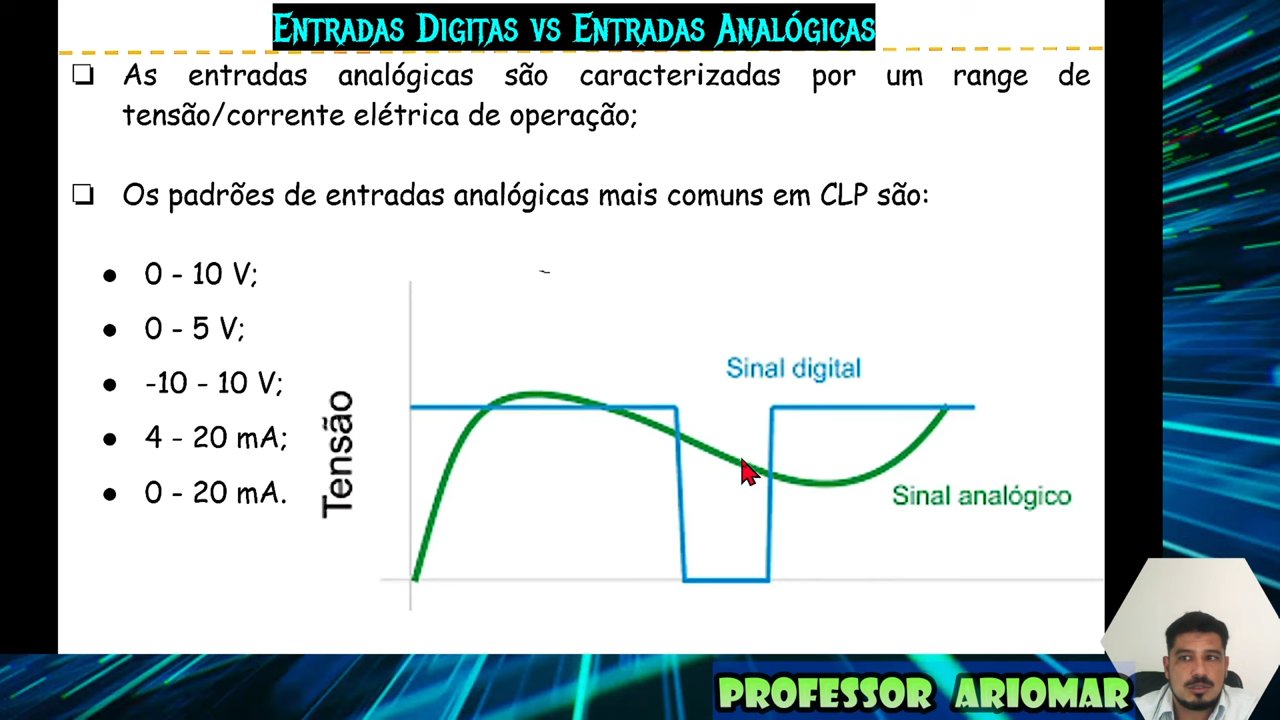 Entradas Digitas vs Entradas Analógicas
As entradas analógicas são caracterizadas por um range de
tensão/corrente elétrica de operação;
Os padrões de entradas analógicas mais comuns em CLP são:
0 - 10 V;
0 - 5 V;
-10 - 10 V;
4 - 20 mA;
0 - 20 mA.
Tensão
Sinal digital
Sinal analógico
PROFESSOR ARIOMAR